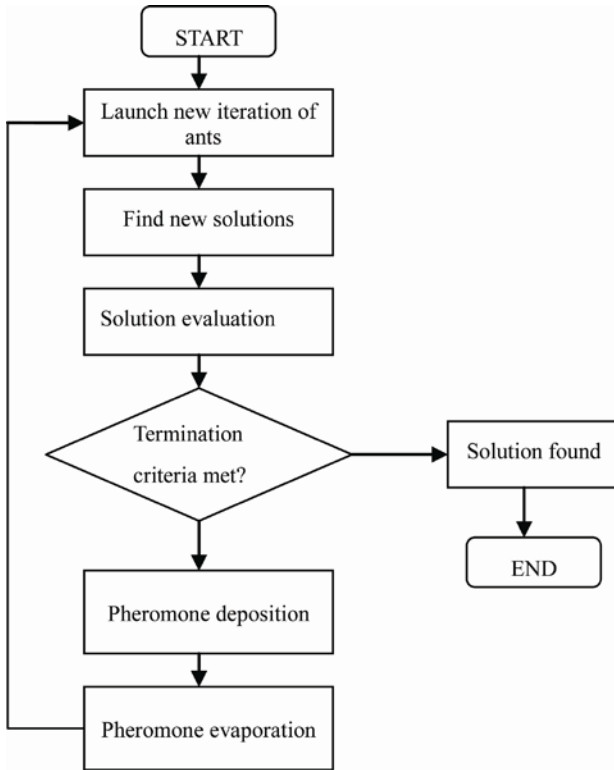 START
Launch new iteration of
ants
Find new solutions
Solution evaluation
Termination
criteria met?
Solution found
END
Pheromone deposition
Pheromone evaporation